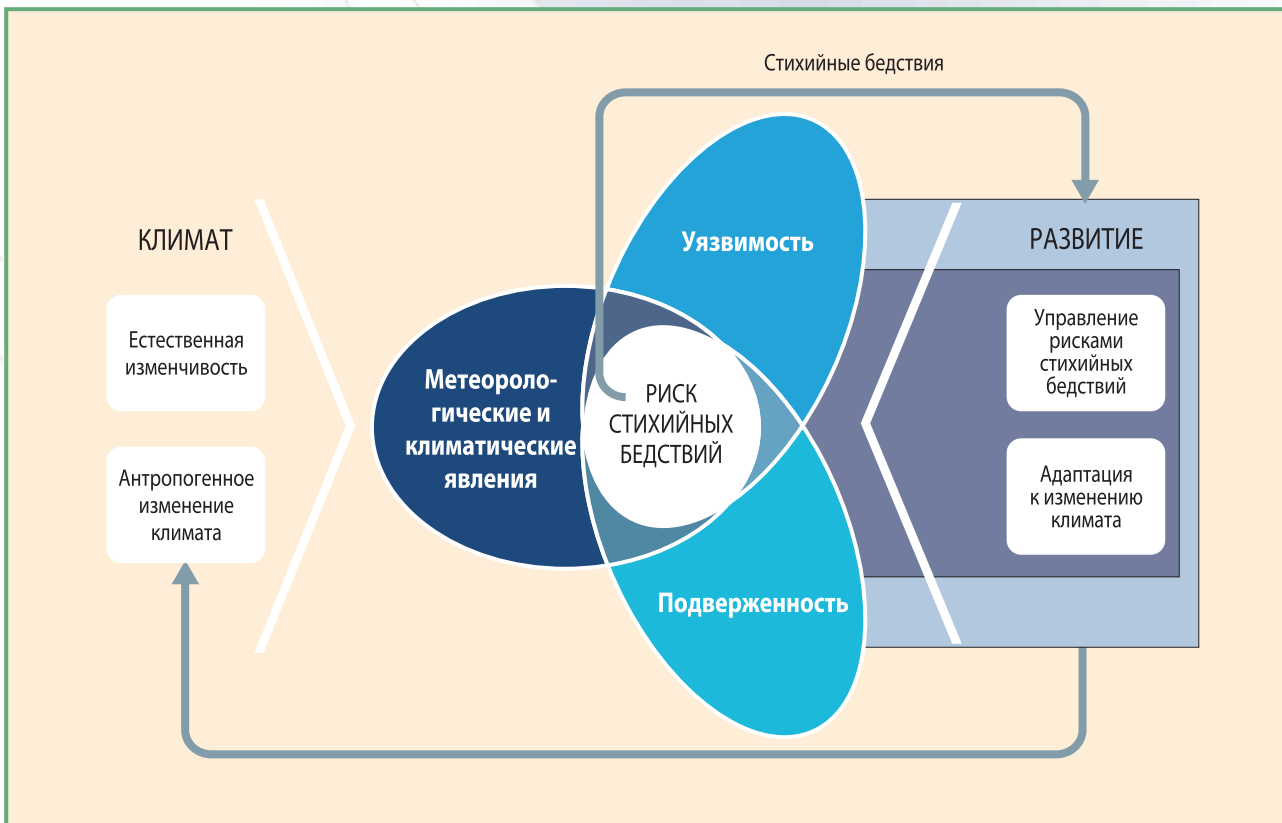 Стихийные бедствия
КЛИМАТ
Естественная
изменчивость
Антропогенное
изменение
климата
Метеороло-
гические и
климатические
явления
Уязвимость
РИСК
СТИХИЙНЫХ
БЕДСТВИЙ
Подверженность
РАЗВИТИЕ
Управление
рисками
стихийных
бедствий
Адаптация
к изменению
климата